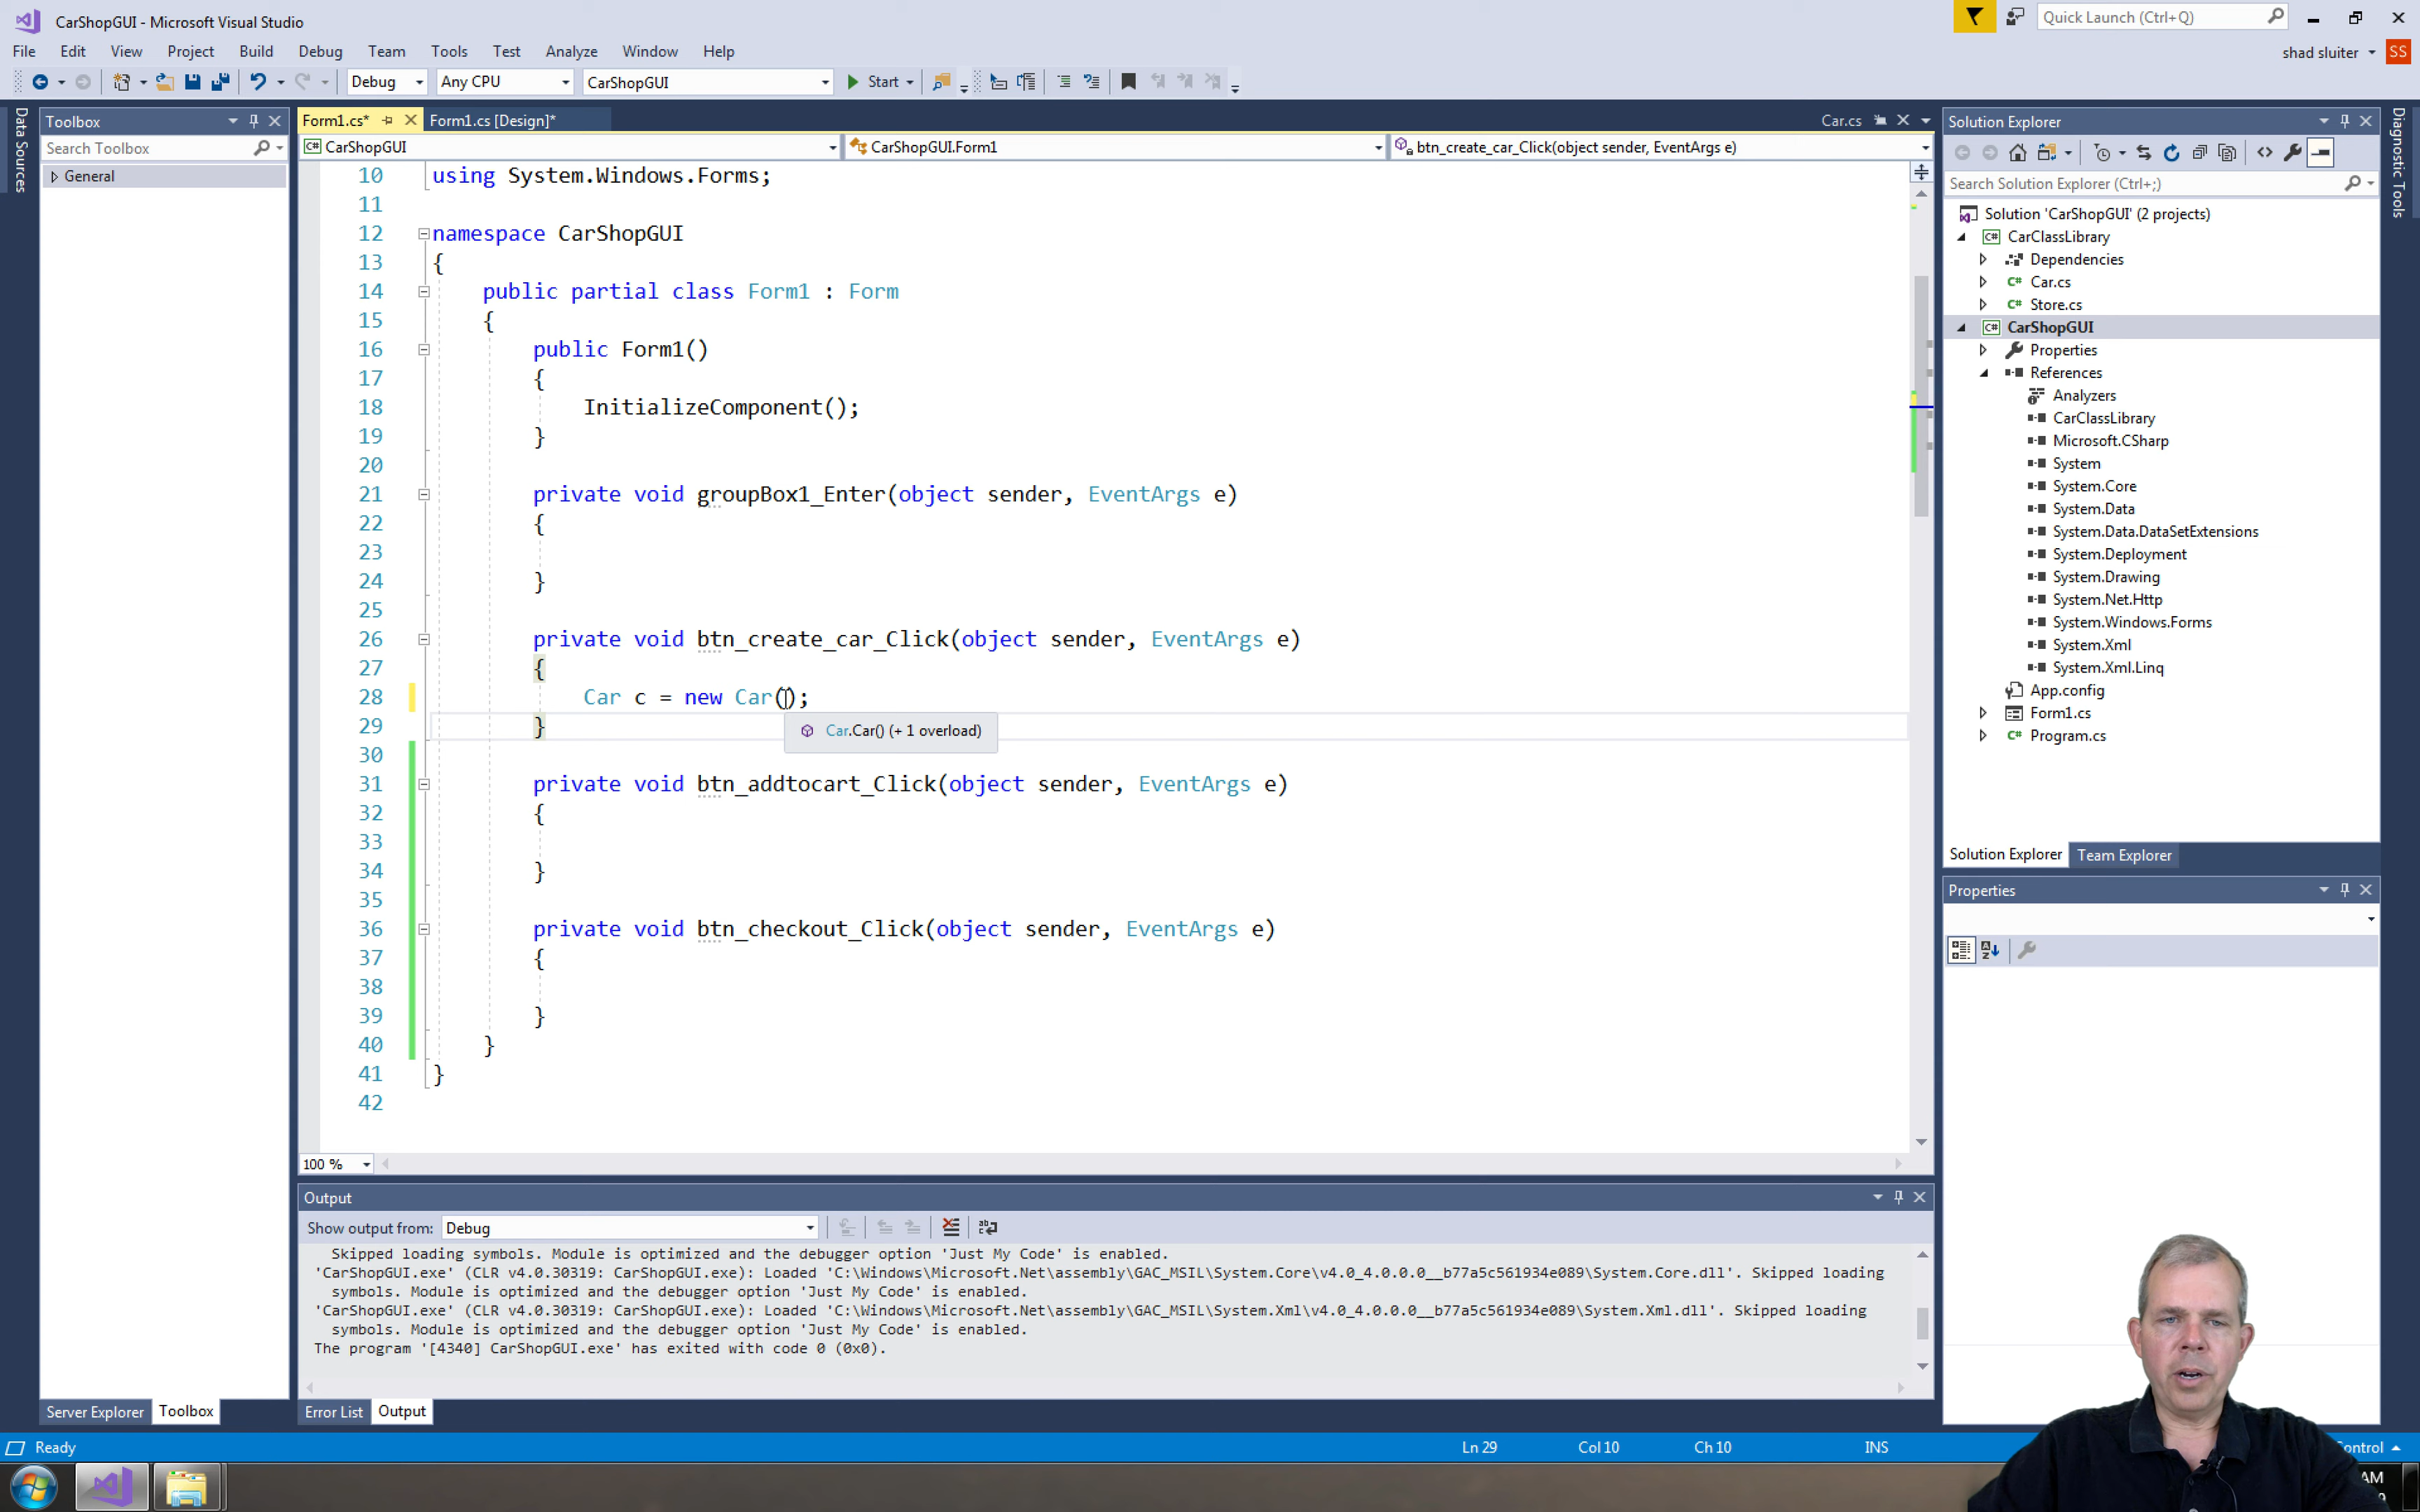 CarShopGUI - Microsoft Visual Studio
Quick Launch (Ctrl+Q)
File Edit View Project Build Debug Team Tools Test Analyze Window Help
shad sluiter SS
Debug Any CPU CarShopGUI Start
Data Sources
Toolbox
Search Toolbox
General
Form1.cs* Form1.cs [Design]* Car.cs
CarShopGUI CarShopGUI.Form1 btn_create_car_Click(object sender, EventArgs e)
10 using System.Windows.Forms;
11
12 namespace CarShopGUI
13 {
14 public partial class Form1 : Form
15 {
16 public Form1()
17 {
18 InitializeComponent();
19 }
20
21 private void groupBox1_Enter(object sender, EventArgs e)
22 {
23
24 }
25
26 private void btn_create_car_Click(object sender, EventArgs e)
27 {
28 Car c = new Car();
29 }
Car.Car() (+ 1 overload)
30
31 private void btn_addtocart_Click(object sender, EventArgs e)
32 {
33
34 }
35
36 private void btn_checkout_Click(object sender, EventArgs e)
37 {
38
39 }
40 }
41 }
42
100 %
Output
Show output from: Debug
Skipped loading symbols. Module is optimized and the debugger option 'Just My Code' is enabled.
'CarShopGUI.exe' (CLR v4.0.30319: CarShopGUI.exe): Loaded 'C:\Windows\Microsoft.Net\assembly\GAC_MSIL\System.Core\v4.0_4.0.0.0__b77a5c561934e089\System.Core.dll'. Skipped loading
symbols. Module is optimized and the debugger option 'Just My Code' is enabled.
'CarShopGUI.exe' (CLR v4.0.30319: CarShopGUI.exe): Loaded 'C:\Windows\Microsoft.Net\assembly\GAC_MSIL\System.Xml\v4.0_4.0.0.0__b77a5c561934e089\System.Xml.dll'. Skipped loading
symbols. Module is optimized and the debugger option 'Just My Code' is enabled.
The program '[4340] CarShopGUI.exe' has exited with code 0 (0x0).
Server Explorer Toolbox
Error List Output
Solution Explorer
Search Solution Explorer (Ctrl+;)
Solution 'CarShopGUI' (2 projects)
C# CarClassLibrary
Dependencies
C# Car.cs
C# Store.cs
C# CarShopGUI
Properties
References
Analyzers
CarClassLibrary
Microsoft.CSharp
System
System.Core
System.Data
System.Data.DataSetExtensions
System.Deployment
System.Drawing
System.Net.Http
System.Windows.Forms
System.Xml
System.Xml.Linq
App.config
Form1.cs
C# Program.cs
Solution Explorer Team Explorer
Properties
Diagnostic Tools
Ready Ln 29 Col 10 Ch 10 INS
AM